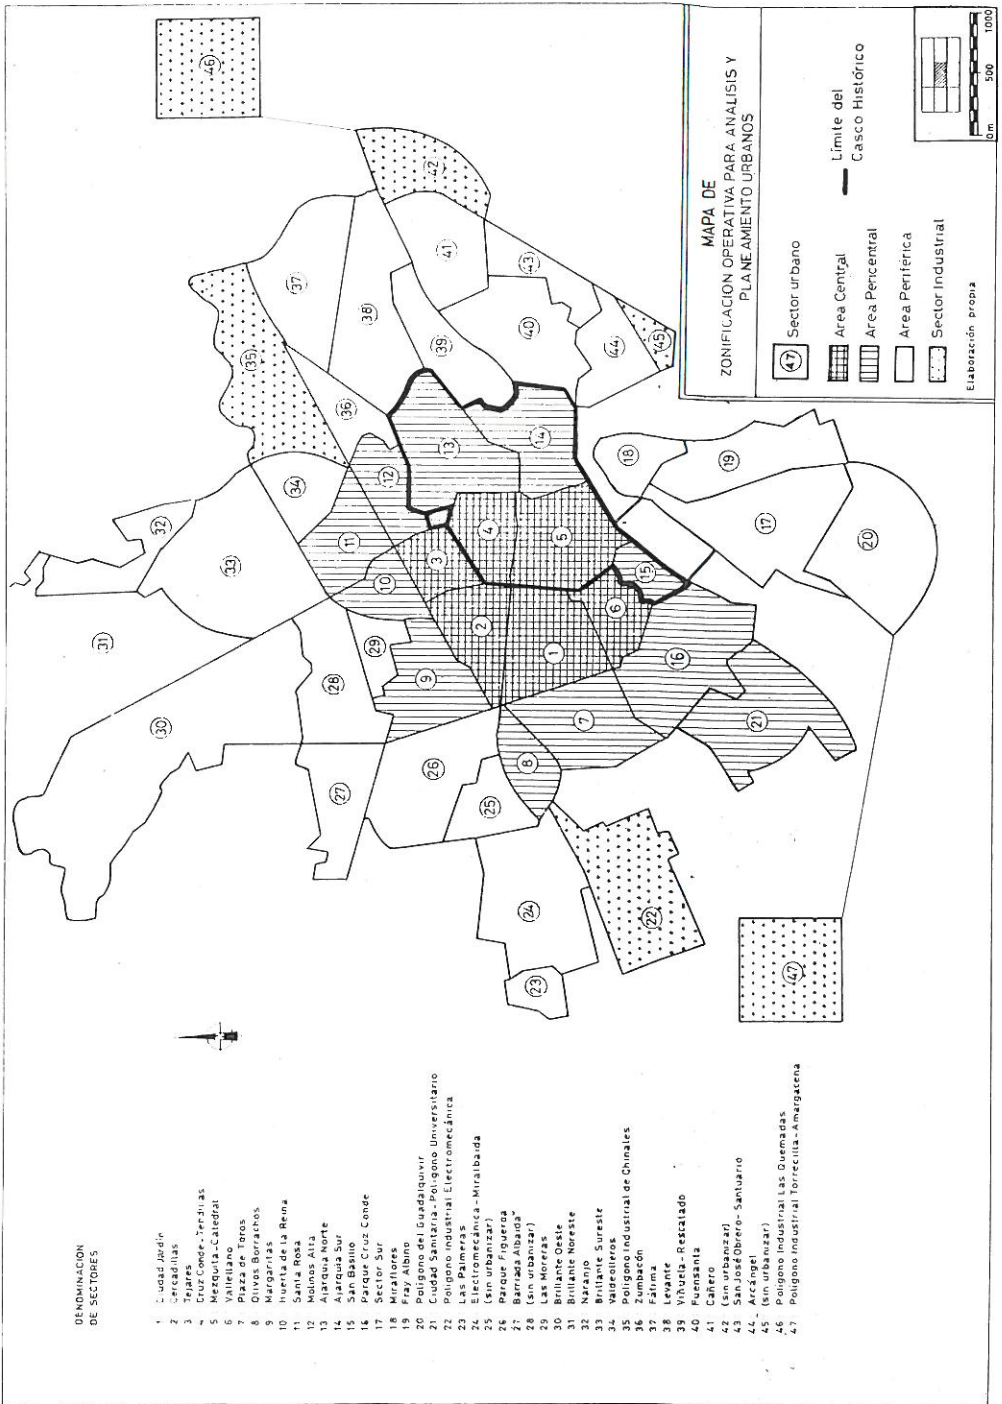 MAPA DE
ZONIFICACION OPERATIVA PARA ANALISIS Y
PLANEAMIENTO URBANOS
47 Sector urbano
Area Central
Area Pericentral
Area Periférica
Sector Industrial
Límite del
Casco Histórico
Elaboración propia
0m 500 1000
DENOMINACION
DE SECTORES
1 Ciudad Jardín
2 Cercadillas
3 Tejares
4 Cruz Conde-Tendillas
5 Mezquita-Catedral
6 Vallellano
7 Plaza de Toros
8 Olivos Borrachos
9 Margaritas
10 Huerta de la Reina
11 Santa Rosa
12 Molinos Alta
13 Ajarquia Norte
14 Ajarquia Sur
15 San Basilio
16 Parque Cruz Conde
17 Sector Sur
18 Miraflores
19 Fray Albino
20 Polígono del Guadalquivir
21 Ciudad Sanitaria-Polígono Universitario
22 Polígono Industrial Electromecánica
23 Las Palmeras
24 Electromecánica-Miralbaida
25 (sin urbanizar)
26 Parque Figueroa
27 Barriada Albaida
28 (sin urbanizar)
29 Las Moreras
30 Brillante Oeste
31 Brillante Noreste
32 Naranjo
33 Brillante Sureste
34 Valdeolleros
35 Polígono Industrial de Chinales
36 Zumbacón
37 Fátima
38 Levante
39 Viñuela-Rescatado
40 Fuensanta
41 Cañero
42 (sin urbanizar)
43 San José Obrero-Santuario
44 Arcángel
45 (sin urbanizar)
46 Polígono Industrial Las Quemadas
47 Polígono Industrial Torrecilla-Amargacena
46
42
37
35
38
41
43
39
40
44
45
36
34
13
14
12
32
33
11
4
5
18
19
17
20
31
10
3
15
2
6
29
1
16
9
28
30
7
21
8
26
27
25
24
22
23
47